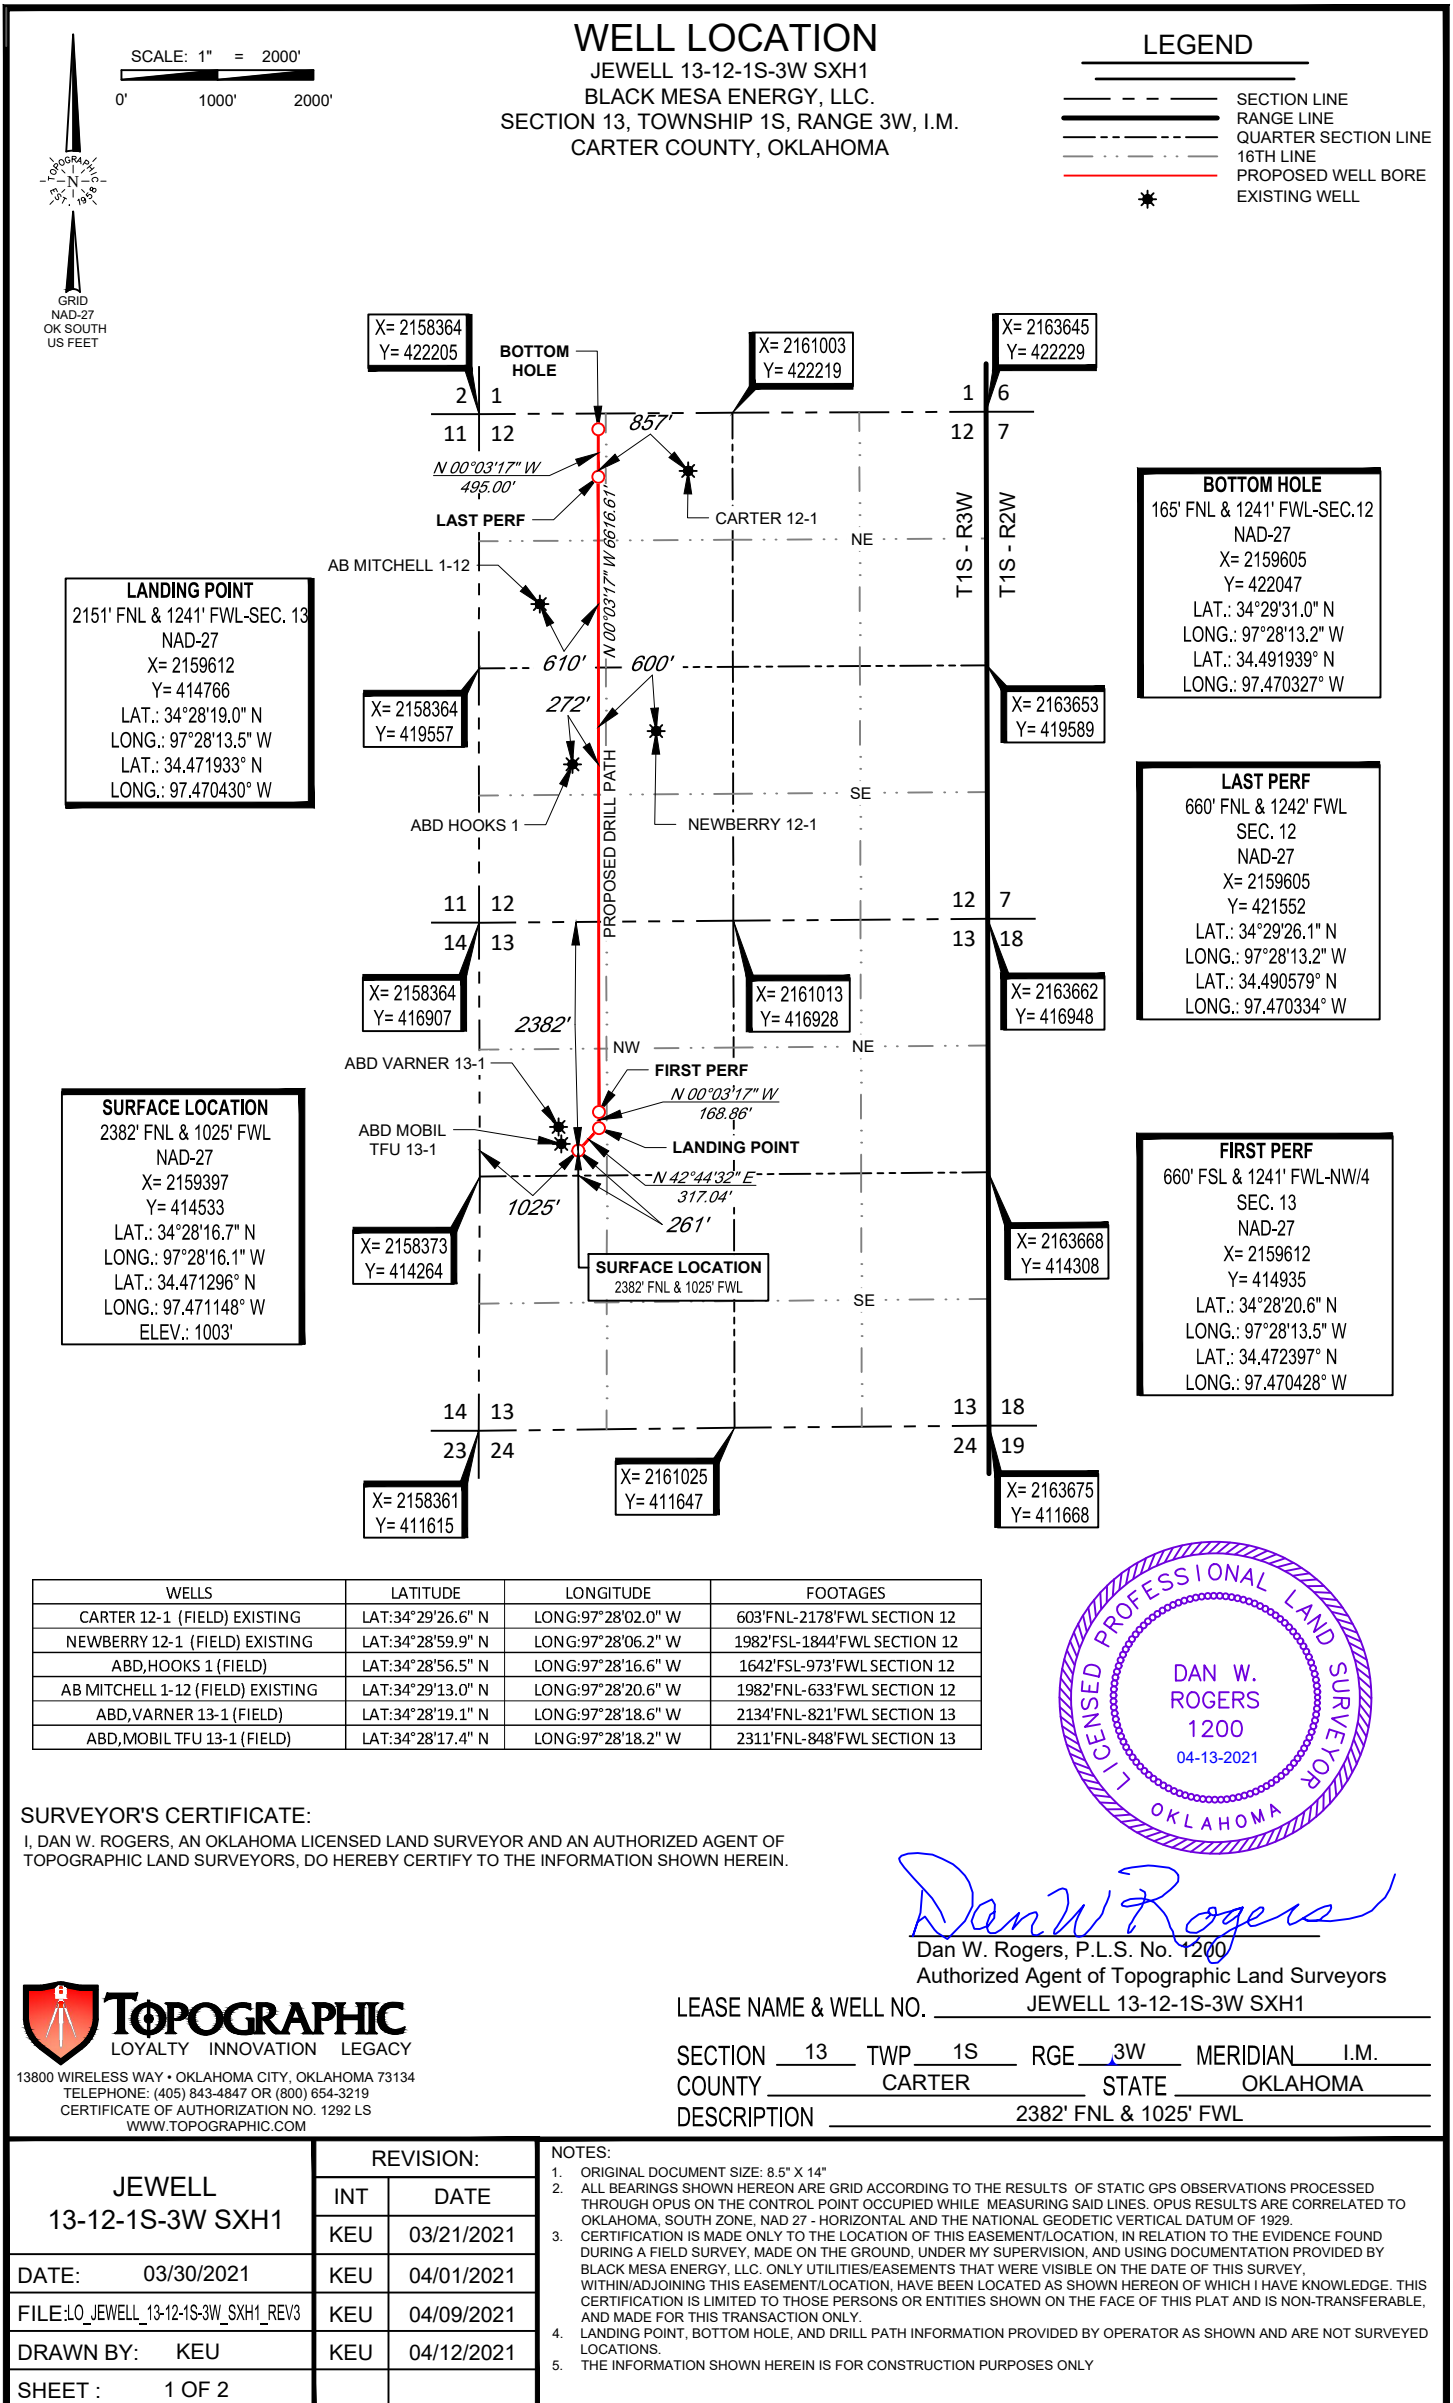 WELL LOCATION
JEWELL 13-12-1S-3W SXH1
BLACK MESA ENERGY, LLC.
SECTION 13, TOWNSHIP 1S, RANGE 3W, I.M.
CARTER COUNTY, OKLAHOMA
SCALE: 1" = 2000'
0' 1000' 2000'
TOPOGRAPHIC
N
EST. 1958
GRID
NAD-27
OK SOUTH
US FEET
LEGEND
SECTION LINE
RANGE LINE
QUARTER SECTION LINE
16TH LINE
PROPOSED WELL BORE
EXISTING WELL
X= 2158364
Y= 422205
BOTTOM
HOLE
X= 2161003
Y= 422219
X= 2163645
Y= 422229
2 1
11 12
1 6
12 7
857'
N 00°03'17" W
495.00'
LAST PERF
CARTER 12-1
N 00°03'17" W 6616.61'
NE
T1S - R3W
T1S - R2W
AB MITCHELL 1-12
610'
600'
272'
X= 2158364
Y= 419557
X= 2163653
Y= 419589
PROPOSED DRILL PATH
SE
ABD HOOKS 1
NEWBERRY 12-1
11 12
14 13
12 7
13 18
X= 2158364
Y= 416907
X= 2161013
Y= 416928
X= 2163662
Y= 416948
2382'
NW
NE
ABD VARNER 13-1
FIRST PERF
N 00°03'17" W
168.86'
ABD MOBIL
TFU 13-1
LANDING POINT
N 42°44'32" E
317.04'
1025'
261'
X= 2158373
Y= 414264
X= 2163668
Y= 414308
SURFACE LOCATION
2382' FNL & 1025' FWL
SE
14 13
23 24
13 18
24 19
X= 2158361
Y= 411615
X= 2161025
Y= 411647
X= 2163675
Y= 411668
LANDING POINT
2151' FNL & 1241' FWL-SEC. 13
NAD-27
X= 2159612
Y= 414766
LAT.: 34°28'19.0" N
LONG.: 97°28'13.5" W
LAT.: 34.471933° N
LONG.: 97.470430° W
SURFACE LOCATION
2382' FNL & 1025' FWL
NAD-27
X= 2159397
Y= 414533
LAT.: 34°28'16.7" N
LONG.: 97°28'16.1" W
LAT.: 34.471296° N
LONG.: 97.471148° W
ELEV.: 1003'
BOTTOM HOLE
165' FNL & 1241' FWL-SEC.12
NAD-27
X= 2159605
Y= 422047
LAT.: 34°29'31.0" N
LONG.: 97°28'13.2" W
LAT.: 34.491939° N
LONG.: 97.470327° W
LAST PERF
660' FNL & 1242' FWL
SEC. 12
NAD-27
X= 2159605
Y= 421552
LAT.: 34°29'26.1" N
LONG.: 97°28'13.2" W
LAT.: 34.490579° N
LONG.: 97.470334° W
FIRST PERF
660' FSL & 1241' FWL-NW/4
SEC. 13
NAD-27
X= 2159612
Y= 414935
LAT.: 34°28'20.6" N
LONG.: 97°28'13.5" W
LAT.: 34.472397° N
LONG.: 97.470428° W
WELLS LATITUDE LONGITUDE FOOTAGES
CARTER 12-1 (FIELD) EXISTING LAT:34°29'26.6" N LONG:97°28'02.0" W 603'FNL-2178'FWL SECTION 12
NEWBERRY 12-1 (FIELD) EXISTING LAT:34°28'59.9" N LONG:97°28'06.2" W 1982'FSL-1844'FWL SECTION 12
ABD,HOOKS 1 (FIELD) LAT:34°28'56.5" N LONG:97°28'16.6" W 1642'FSL-973'FWL SECTION 12
AB MITCHELL 1-12 (FIELD) EXISTING LAT:34°29'13.0" N LONG:97°28'20.6" W 1982'FNL-633'FWL SECTION 12
ABD,VARNER 13-1 (FIELD) LAT:34°28'19.1" N LONG:97°28'18.6" W 2134'FNL-821'FWL SECTION 13
ABD,MOBIL TFU 13-1 (FIELD) LAT:34°28'17.4" N LONG:97°28'18.2" W 2311'FNL-848'FWL SECTION 13
LICENSED PROFESSIONAL LAND SURVEYOR
DAN W.
ROGERS
1200
04-13-2021
OKLAHOMA
SURVEYOR'S CERTIFICATE:
I, DAN W. ROGERS, AN OKLAHOMA LICENSED LAND SURVEYOR AND AN AUTHORIZED AGENT OF
TOPOGRAPHIC LAND SURVEYORS, DO HEREBY CERTIFY TO THE INFORMATION SHOWN HEREIN.
Dan W Rogers
Dan W. Rogers, P.L.S. No. 1200
Authorized Agent of Topographic Land Surveyors
TOPOGRAPHIC
LOYALTY INNOVATION LEGACY
13800 WIRELESS WAY • OKLAHOMA CITY, OKLAHOMA 73134
TELEPHONE: (405) 843-4847 OR (800) 654-3219
CERTIFICATE OF AUTHORIZATION NO. 1292 LS
WWW.TOPOGRAPHIC.COM
LEASE NAME & WELL NO. JEWELL 13-12-1S-3W SXH1
SECTION 13 TWP 1S RGE 3W MERIDIAN I.M.
COUNTY CARTER STATE OKLAHOMA
DESCRIPTION 2382' FNL & 1025' FWL
JEWELL
13-12-1S-3W SXH1
DATE: 03/30/2021
FILE:LO_JEWELL_13-12-1S-3W_SXH1_REV3
DRAWN BY: KEU
SHEET : 1 OF 2
REVISION:
INT DATE
KEU 03/21/2021
KEU 04/01/2021
KEU 04/09/2021
KEU 04/12/2021
NOTES:
1. ORIGINAL DOCUMENT SIZE: 8.5" X 14"
2. ALL BEARINGS SHOWN HEREON ARE GRID ACCORDING TO THE RESULTS OF STATIC GPS OBSERVATIONS PROCESSED
THROUGH OPUS ON THE CONTROL POINT OCCUPIED WHILE MEASURING SAID LINES. OPUS RESULTS ARE CORRELATED TO
OKLAHOMA, SOUTH ZONE, NAD 27 - HORIZONTAL AND THE NATIONAL GEODETIC VERTICAL DATUM OF 1929.
3. CERTIFICATION IS MADE ONLY TO THE LOCATION OF THIS EASEMENT/LOCATION, IN RELATION TO THE EVIDENCE FOUND
DURING A FIELD SURVEY, MADE ON THE GROUND, UNDER MY SUPERVISION, AND USING DOCUMENTATION PROVIDED BY
BLACK MESA ENERGY, LLC. ONLY UTILITIES/EASEMENTS THAT WERE VISIBLE ON THE DATE OF THIS SURVEY,
WITHIN/ADJOINING THIS EASEMENT/LOCATION, HAVE BEEN LOCATED AS SHOWN HEREON OF WHICH I HAVE KNOWLEDGE. THIS
CERTIFICATION IS LIMITED TO THOSE PERSONS OR ENTITIES SHOWN ON THE FACE OF THIS PLAT AND IS NON-TRANSFERABLE,
AND MADE FOR THIS TRANSACTION ONLY.
4. LANDING POINT, BOTTOM HOLE, AND DRILL PATH INFORMATION PROVIDED BY OPERATOR AS SHOWN AND ARE NOT SURVEYED
LOCATIONS.
5. THE INFORMATION SHOWN HEREIN IS FOR CONSTRUCTION PURPOSES ONLY